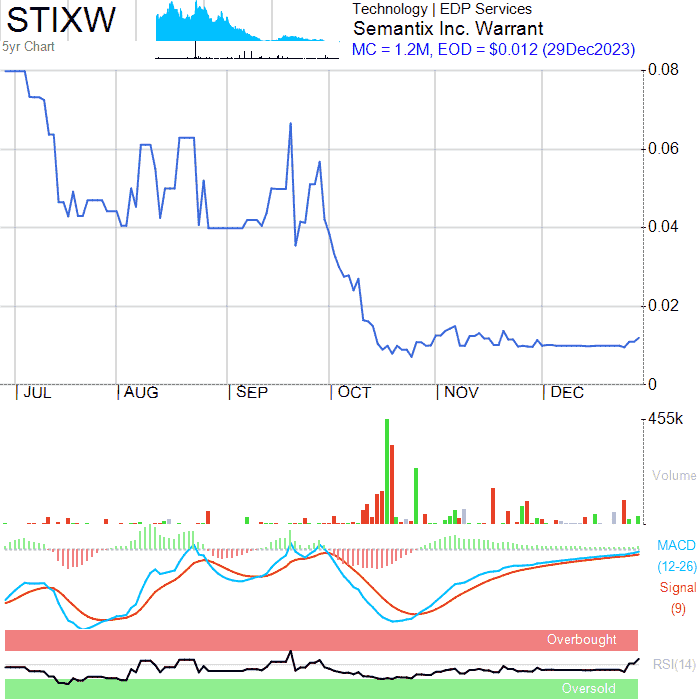 STIXW
5yr Chart
Technology | EDP Services
Semantix Inc. Warrant
MC = 1.2M, EOD = $0.012 (29Dec2023)
0.08
0.06
0.04
0.02
0
| JUL | AUG | SEP | OCT | NOV | DEC
455k
Volume
MACD
(12-26)
Signal
(9)
Overbought
RSI(14)
Oversold